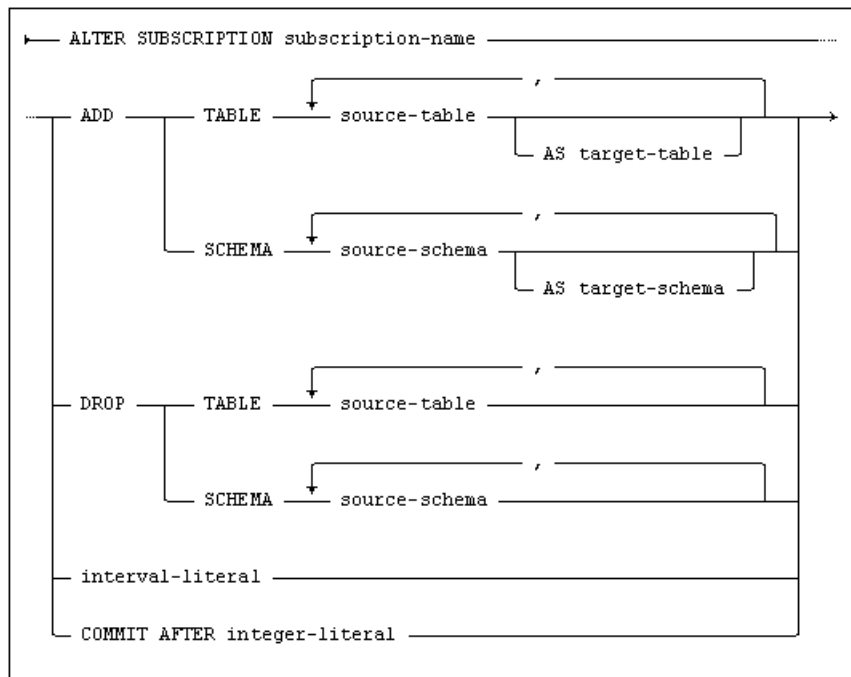 ALTER SUBSCRIPTION subscription-name
,
ADD TABLE source-table
AS target-table
,
SCHEMA source-schema
AS target-schema
,
DROP TABLE source-table
,
SCHEMA source-schema
interval-literal
COMMIT AFTER integer-literal